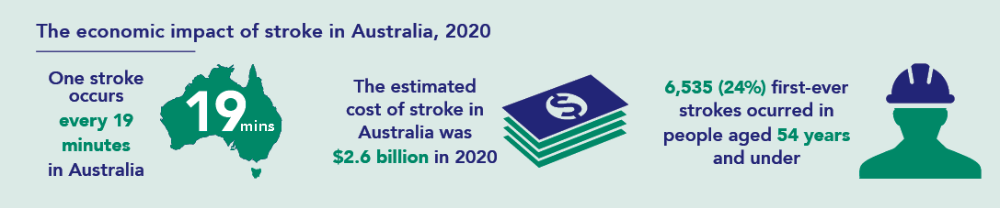 The economic impact of stroke in Australia, 2020
One stroke
occurs
every 19
minutes
in Australia
19
mins
The estimated
cost of stroke in
Australia was
$2.6 billion in 2020
$
6,535 (24%) first-ever
strokes ocurred in
people aged 54 years
and under